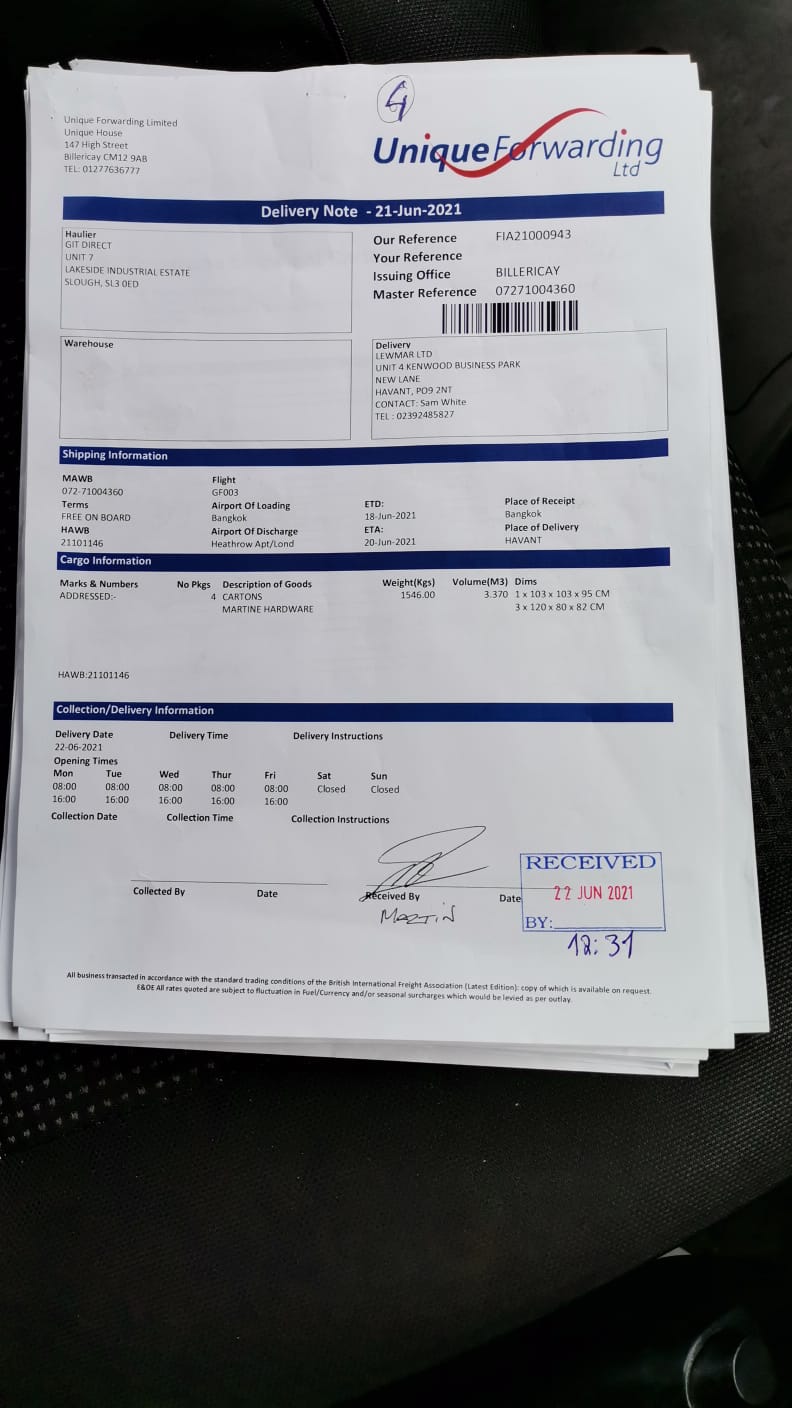 4
Unique Forwarding Limited
Unique House
147 High Street
Billericay CM12 9AB
TEL: 01277636777
UniqueForwarding
Ltd
Delivery Note - 21-Jun-2021
Haulier
GIT DIRECT
UNIT 7
LAKESIDE INDUSTRIAL ESTATE
SLOUGH, SL3 0ED
Our Reference FIA21000943
Your Reference
Issuing Office BILLERICAY
Master Reference 07271004360
Warehouse
Delivery
LEWMAR LTD
UNIT 4 KENWOOD BUSINESS PARK
NEW LANE
HAVANT, PO9 2NT
CONTACT: Sam White
TEL : 02392485827
Shipping Information
MAWB Flight
072-71004360 GF003
Terms Airport Of Loading ETD: Place of Receipt
FREE ON BOARD Bangkok 18-Jun-2021 Bangkok
HAWB Airport Of Discharge ETA: Place of Delivery
21101146 Heathrow Apt/Lond 20-Jun-2021 HAVANT
Cargo Information
Marks & Numbers No Pkgs Description of Goods Weight(Kgs) Volume(M3) Dims
ADDRESSED:- 4 CARTONS 1546.00 3.370 1 x 103 x 103 x 95 CM
MARTINE HARDWARE 3 x 120 x 80 x 82 CM
HAWB:21101146
Collection/Delivery Information
Delivery Date Delivery Time Delivery Instructions
22-06-2021
Opening Times
Mon Tue Wed Thur Fri Sat Sun
08:00 08:00 08:00 08:00 08:00 Closed Closed
16:00 16:00 16:00 16:00 16:00
Collection Date Collection Time Collection Instructions
RECEIVED
22 JUN 2021
BY:
Collected By Date Received By Date
MARTIN
12:31
All business transacted in accordance with the standard trading conditions of the British International Freight Association (Latest Edition): copy of which is available on request.
E&OE All rates quoted are subject to fluctuation in Fuel/Currency and/or seasonal surcharges which would be levied as per outlay.